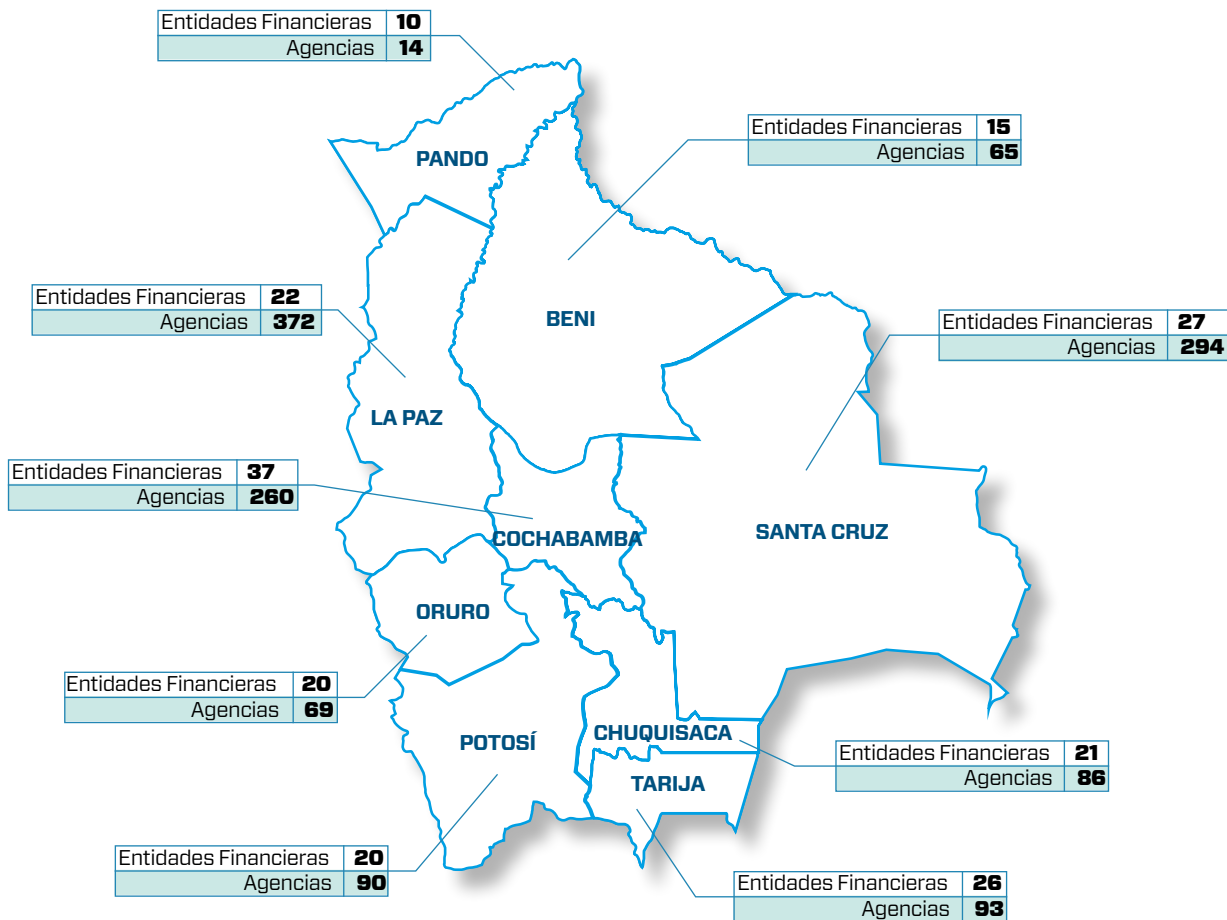 Entidades Financieras 10
Agencias 14
PANDO
Entidades Financieras 15
Agencias 65
Entidades Financieras 22
Agencias 372
BENI
Entidades Financieras 27
Agencias 294
LA PAZ
Entidades Financieras 37
Agencias 260
COCHABAMBA
SANTA CRUZ
ORURO
Entidades Financieras 20
Agencias 69
POTOSÍ
CHUQUISACA
Entidades Financieras 21
Agencias 86
TARIJA
Entidades Financieras 20
Agencias 90
Entidades Financieras 26
Agencias 93